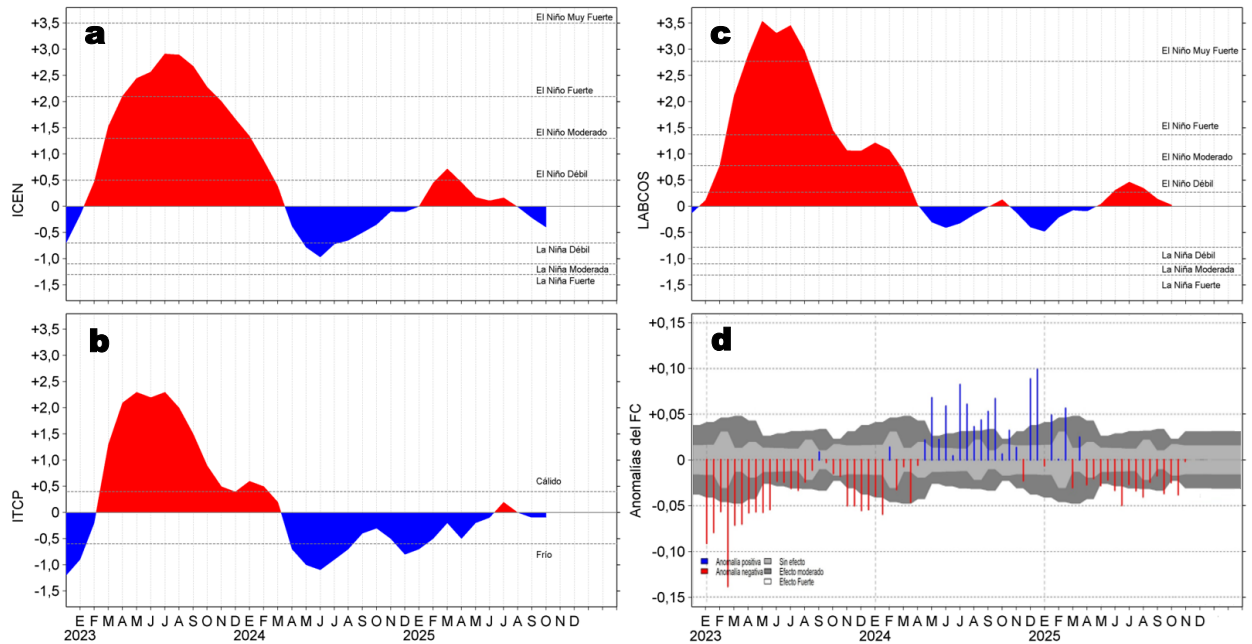 a
ICEN
+3,5
+3,0
+2,5
+2,0
+1,5
+1,0
+0,5
0
-0,5
-1,0
-1,5
El Niño Muy Fuerte
El Niño Fuerte
El Niño Moderado
El Niño Débil
La Niña Débil
La Niña Moderada
La Niña Fuerte
c
LABCOS
+3,5
+3,0
+2,5
+2,0
+1,5
+1,0
+0,5
0
-0,5
-1,0
-1,5
El Niño Muy Fuerte
El Niño Fuerte
El Niño Moderado
El Niño Débil
La Niña Débil
La Niña Moderada
La Niña Fuerte
b
ITCP
+3,5
+3,0
+2,5
+2,0
+1,5
+1,0
+0,5
0
-0,5
-1,0
-1,5
Cálido
Frío
E F M A M J J A S O N D E F M A M J J A S O N D E F M A M J J A S O N D
2023 2024 2025
d
Anomalías del FC
+0,15
+0,10
+0,05
0
-0,05
-0,10
-0,15
Anomalía positiva
Anomalía negativa
Sin efecto
Efecto moderado
Efecto Fuerte
E F M A M J J A S O N D E F M A M J J A S O N D E F M A M J J A S O N D
2023 2024 2025